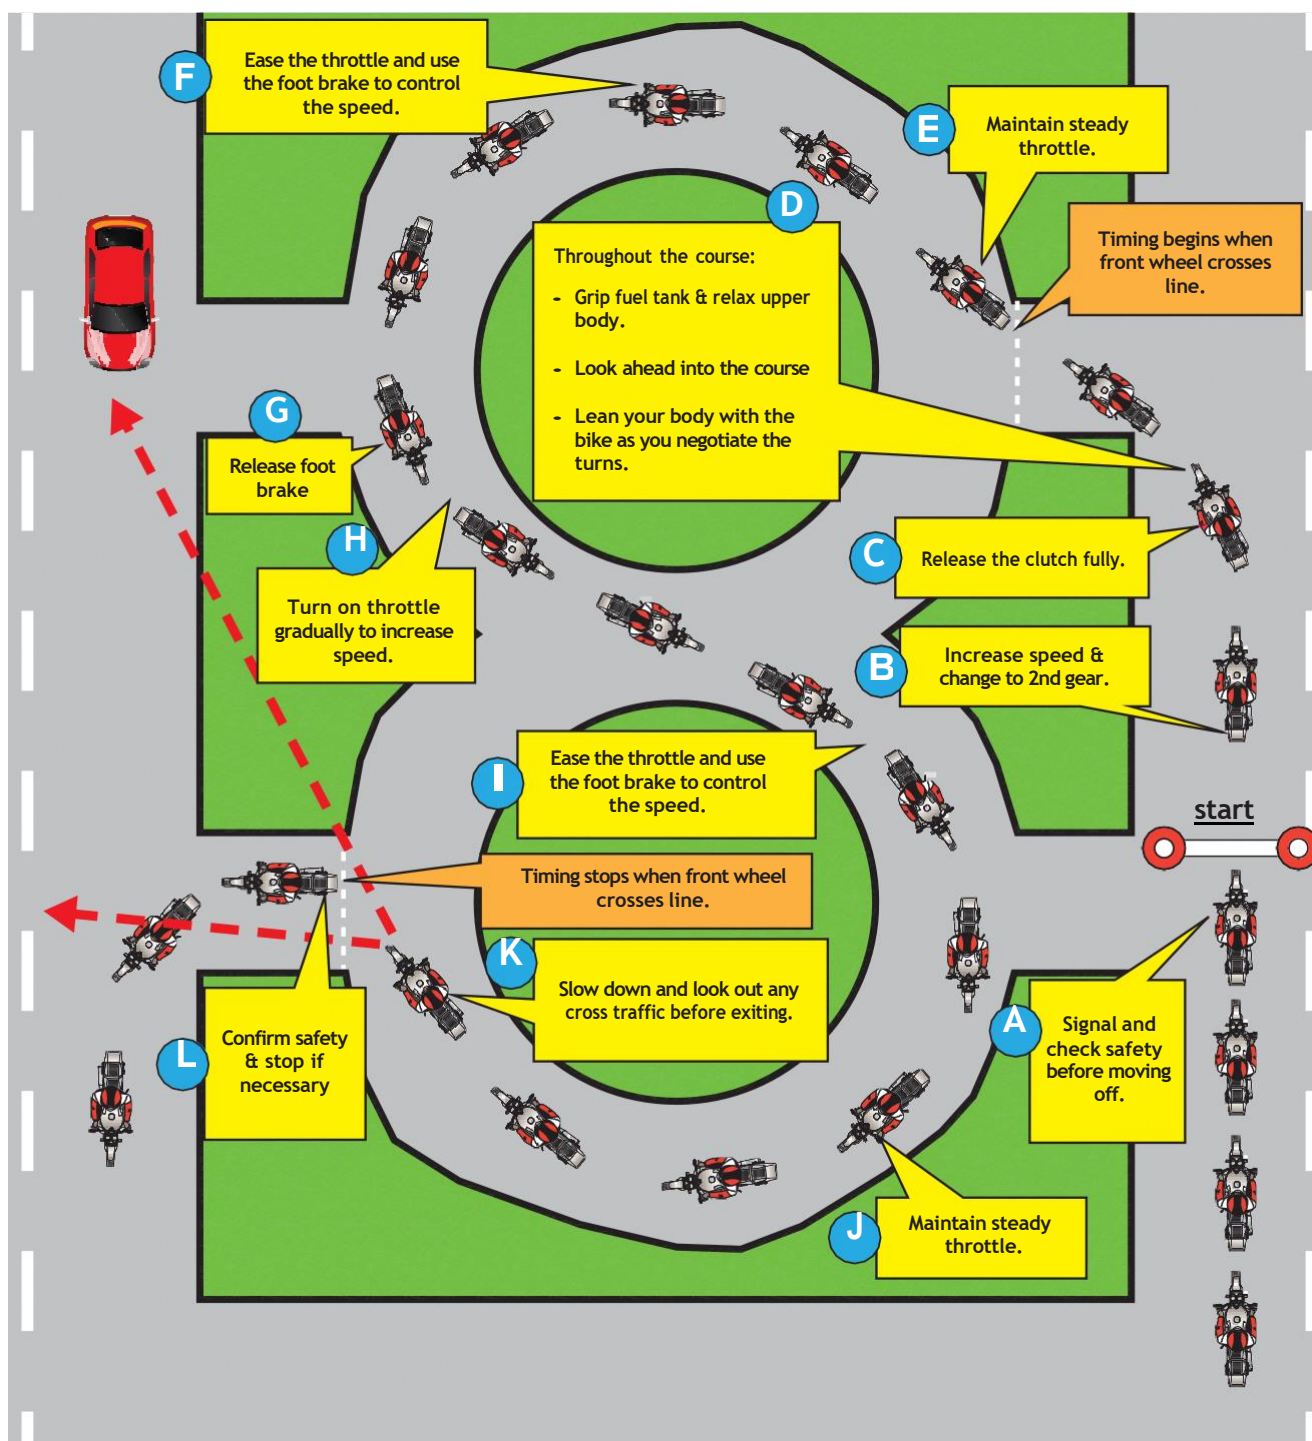 F
Ease the throttle and use
the foot brake to control
the speed.
E
Maintain steady
throttle.
D
Throughout the course:
- Grip fuel tank & relax upper
body.
- Look ahead into the course
- Lean your body with the
bike as you negotiate the
turns.
Timing begins when
front wheel crosses
line.
G
Release foot
brake
H
Turn on throttle
gradually to increase
speed.
C
Release the clutch fully.
B
Increase speed &
change to 2nd gear.
I
Ease the throttle and use
the foot brake to control
the speed.
start
Timing stops when front wheel
crosses line.
K
Slow down and look out any
cross traffic before exiting.
A
Signal and
check safety
before moving
off.
L
Confirm safety
& stop if
necessary
J
Maintain steady
throttle.